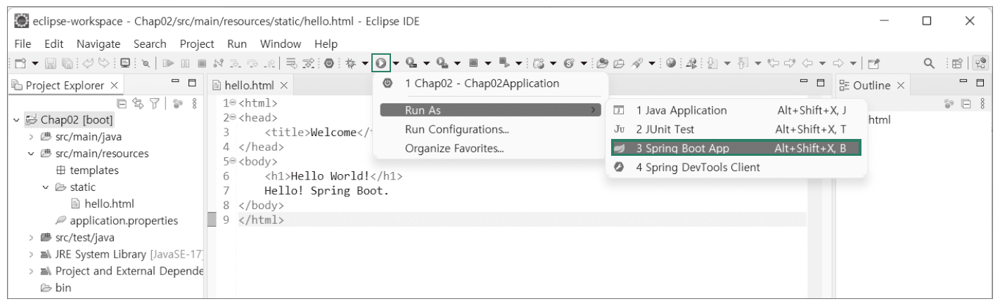 eclipse-workspace - Chap02/src/main/resources/static/hello.html - Eclipse IDE
File Edit Navigate Search Project Run Window Help
Project Explorer
Chap02 [boot]
src/main/java
src/main/resources
templates
static
hello.html
application.properties
src/test/java
JRE System Library [JavaSE-17]
Project and External Depende
bin
hello.html
1 <html>
2 <head>
3 <title>Welcome</
4 </head>
5 <body>
6 <h1>Hello World!</h1>
7 Hello! Spring Boot.
8 </body>
9 </html>
1 Chap02 - Chap02Application
Run As
Run Configurations...
Organize Favorites...
1 Java Application Alt+Shift+X, J
Ju 2 JUnit Test Alt+Shift+X, T
3 Spring Boot App Alt+Shift+X, B
4 Spring DevTools Client
Outline
html